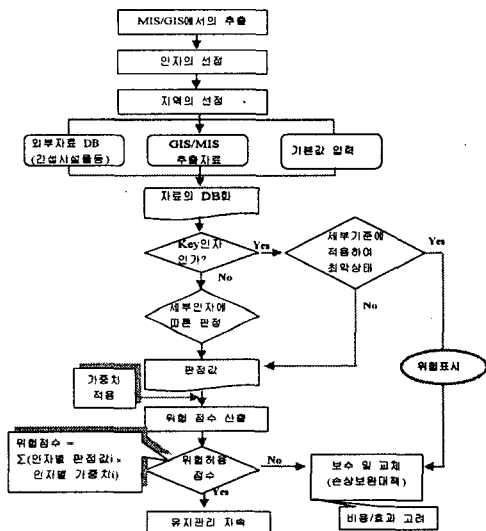 MIS/GIS에서의 추출
인자의 선정
지역의 선정
외부자료 DB
(간섭시설물등)
GIS/MIS
추출자료
기본값 입력
자료의 DB화
Key인자
인가?
Yes
세부기준에
적용하여
최악상태
Yes
No
No
세부인자에
따른 판정
가중치
적용
판정값
위험표시
위험 점수 산출
위험점수 =
∑(인자별 판정값i ×
인자별 가중치i)
위험허용
점수
No
보수 및 교체
(손상보완대책)
Yes
비용/효과 고려
유지관리 지속